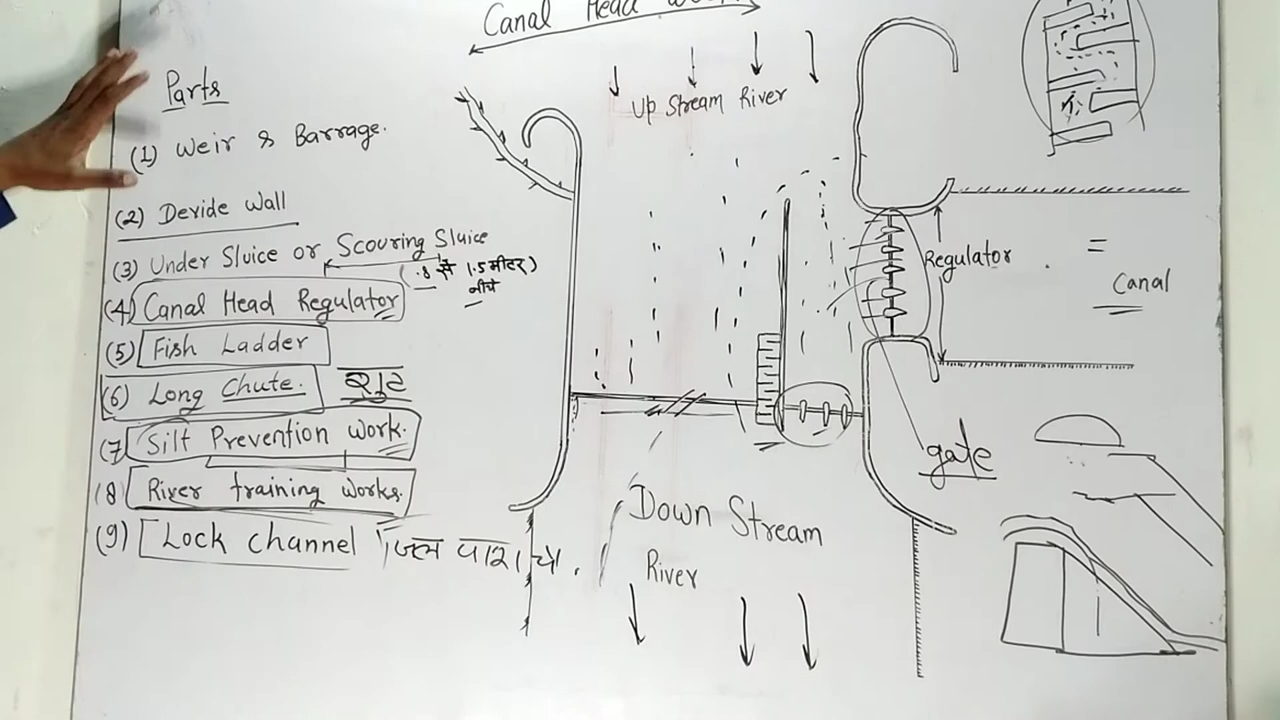 Canal Head
Parts
(1) Weir & Barrage.
(2) Devide Wall
(3) Under Sluice or Scouring Sluice
(.8 से 1.5 मीटर)
नीचे
(4) Canal Head Regulator
(5) Fish Ladder
(6) Long Chute. शुट
(7) Silt Prevention Work.
(8 River training Works.
(9) Lock channel जल
Up Stream River
Regulator
= Canal
gate
Down Stream
River